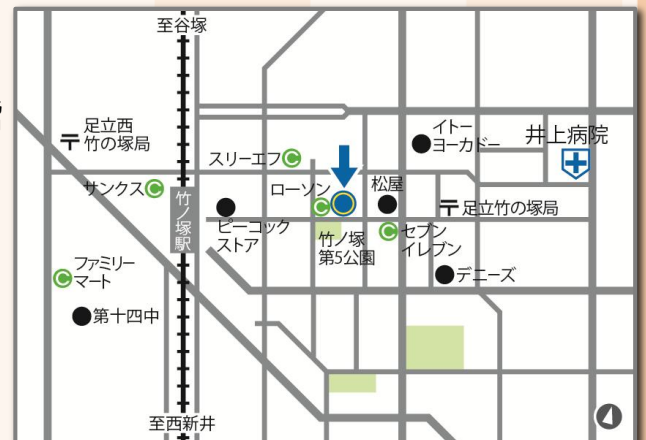 至谷塚
足立西
竹の塚局
スリーエフ
イトー
ヨーカドー
井上病院
サンクス
ローソン
松屋
竹ノ塚駅
ピーコック
ストア
足立竹の塚局
竹ノ塚
第5公園
セブン
イレブン
ファミリー
マート
デニーズ
第十四中
至西新井